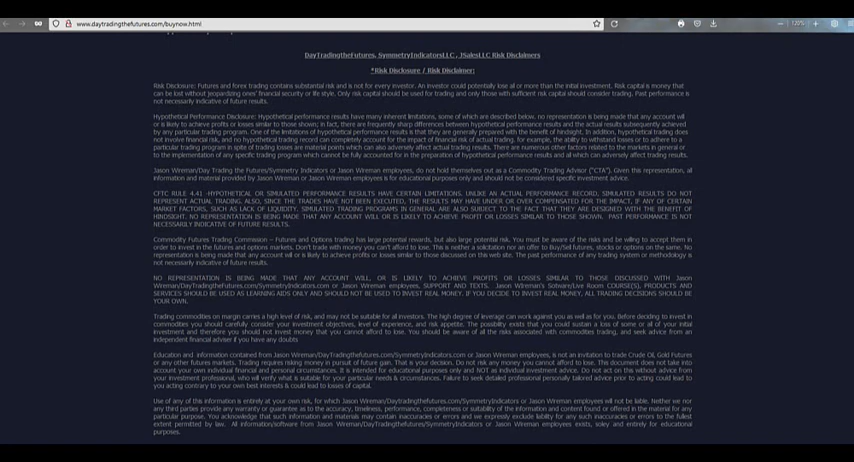 www.daytradingthefutures.com/buynow.html
120%
DayTradingtheFutures, SymmetryIndicatorsLLC, JSalesLLC Risk Disclaimers
*Risk Disclosure / Risk Disclaimer:
Risk Disclosure: Futures and forex trading contains substantial risk and is not for every investor. An investor could potentially lose all or more than the initial investment. Risk capital is money that
can be lost without jeopardizing ones' financial security or life style. Only risk capital should be used for trading and only those with sufficient risk capital should consider trading. Past performance is
not necessarily indicative of future results.
Hypothetical Performance Disclosure: Hypothetical performance results have many inherent limitations, some of which are described below. no representation is being made that any account will
or is likely to achieve profits or losses similar to those shown; in fact, there are frequently sharp differences between hypothetical performance results and the actual results subsequently achieved
by any particular trading program. One of the limitations of hypothetical performance results is that they are generally prepared with the benefit of hindsight. In addition, hypothetical trading does
not involve financial risk, and no hypothetical trading record can completely account for the impact of financial risk of actual trading. for example, the ability to withstand losses or to adhere to a
particular trading program in spite of trading losses are material points which can also adversely affect actual trading results. There are numerous other factors related to the markets in general or
to the implementation of any specific trading program which cannot be fully accounted for in the preparation of hypothetical performance results and all which can adversely affect trading results.
Jason Wireman/Day Trading the Futures/Symmetry Indicators or Jason Wireman employees, do not hold themselves out as a Commodity Trading Advisor ("CTA"). Given this representation, all
information and material provided by Jason Wireman or Jason Wireman employees is for educational purposes only and should not be considered specific investment advice.
CFTC RULE 4.41 -HYPOTHETICAL OR SIMULATED PERFORMANCE RESULTS HAVE CERTAIN LIMITATIONS. UNLIKE AN ACTUAL PERFORMANCE RECORD, SIMULATED RESULTS DO NOT
REPRESENT ACTUAL TRADING. ALSO, SINCE THE TRADES HAVE NOT BEEN EXECUTED, THE RESULTS MAY HAVE UNDER OR OVER COMPENSATED FOR THE IMPACT, IF ANY OF CERTAIN
MARKET FACTORS, SUCH AS LACK OF LIQUIDITY. SIMULATED TRADING PROGRAMS IN GENERAL ARE ALSO SUBJECT TO THE FACT THAT THEY ARE DESIGNED WITH THE BENEFIT OF
HINDSIGHT. NO REPRESENTATION IS BEING MADE THAT ANY ACCOUNT WILL OR IS LIKELY TO ACHIEVE PROFIT OR LOSSES SIMILAR TO THOSE SHOWN. PAST PERFORMANCE IS NOT
NECESSARILY INDICATIVE OF FUTURE RESULTS.
Commodity Futures Trading Commission – Futures and Options trading has large potential rewards, but also large potential risk. You must be aware of the risks and be willing to accept them in
order to invest in the futures and options markets. Don't trade with money you can't afford to lose. This is neither a solicitation nor an offer to Buy/Sell futures, stocks or options on the same. No
representation is being made that any account will or is likely to achieve profits or losses similar to those discussed on this web site. The past performance of any trading system or methodology is
not necessarily indicative of future results.
NO REPRESENTATION IS BEING MADE THAT ANY ACCOUNT WILL, OR IS LIKELY TO ACHIEVE PROFITS OR LOSSES SIMILAR TO THOSE DISCUSSED WITH Jason
Wireman/DayTradingthefutures.com/SymmetryIndicators.com or Jason Wireman employees, SUPPORT AND TEXTS. Jason Wireman's Sotware/Live Room COURSE(S). PRODUCTS AND
SERVICES SHOULD BE USED AS LEARNING AIDS ONLY AND SHOULD NOT BE USED TO INVEST REAL MONEY. IF YOU DECIDE TO INVEST REAL MONEY, ALL TRADING DECISIONS SHOULD BE
YOUR OWN.
Trading commodities on margin carries a high level of risk, and may not be suitable for all investors. The high degree of leverage can work against you as well as for you. Before deciding to invest in
commodities you should carefully consider your investment objectives, level of experience, and risk appetite. The possibility exists that you could sustain a loss of some or all of your initial
investment and therefore you should not invest money that you cannot afford to lose. You should be aware of all the risks associated with commodities trading, and seek advice from an
independent financial adviser if you have any doubts
Education and information contained from Jason Wireman/DayTradingthefutures.com/SymmetryIndicators.com or Jason Wireman employees, is not an invitation to trade Crude Oil, Gold Futures
or any other futures markets. Trading requires risking money in pursuit of future gain. That is your decision. Do not risk any money you cannot afford to lose. This document does not take into
account your own individual financial and personal circumstances. It is intended for educational purposes only and NOT as individual investment advice. Do not act on this without advice from
your investment professional, who will verify what is suitable for your particular needs & circumstances. Failure to seek detailed professional personally tailored advice prior to acting could lead to
you acting contrary to your own best interests & could lead to losses of capital.
Use of any of this information is entirely at your own risk, for which Jason Wireman/DayTradingthefutures.com/SymmetryIndicators or Jason Wireman employees will not be liable. Neither we nor
any third parties provide any warranty or guarantee as to the accuracy, timeliness, performance, completeness or suitability of the information and content found or offered in the material for any
particular purpose. You acknowledge that such information and materials may contain inaccuracies or errors and we expressly exclude liability for any such inaccuracies or errors to the fullest
extent permitted by law. All information/software from Jason Wireman/DayTradingthefutures/SymmetryIndicators or Jason Wireman employees exists, soley and entirely for educational
purposes.